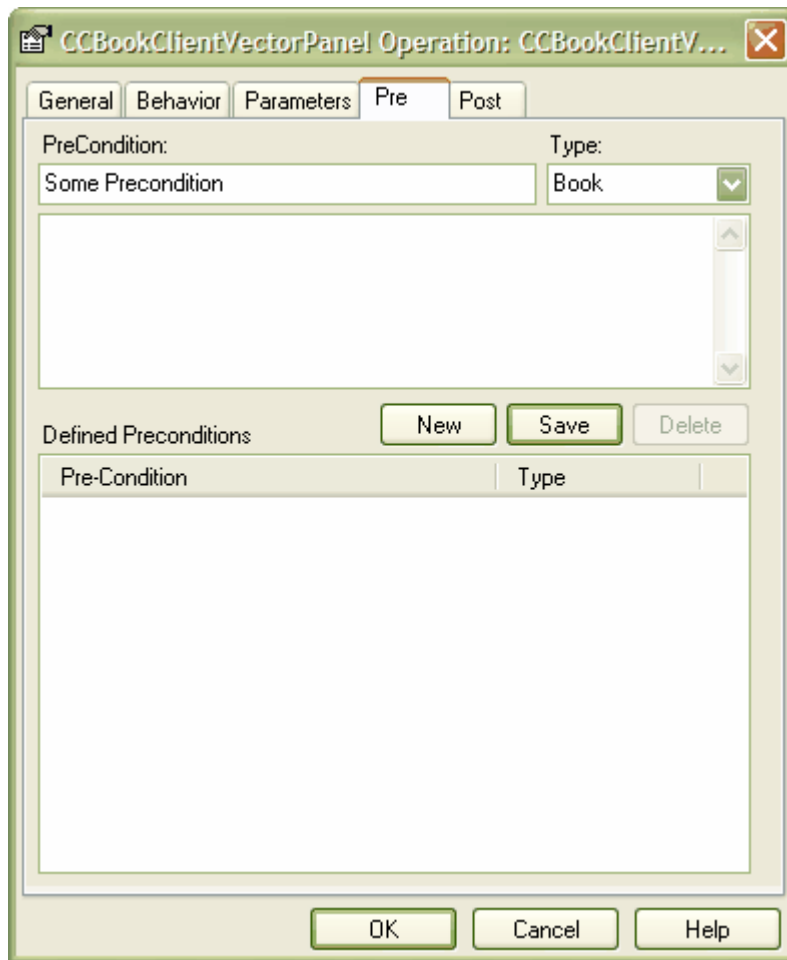 CCBookClientVectorPanel Operation: CCBookClientV...
General Behavior Parameters Pre Post
PreCondition: Type:
Some Precondition Book
New Save Delete
Defined Preconditions
Pre-Condition Type
OK Cancel Help